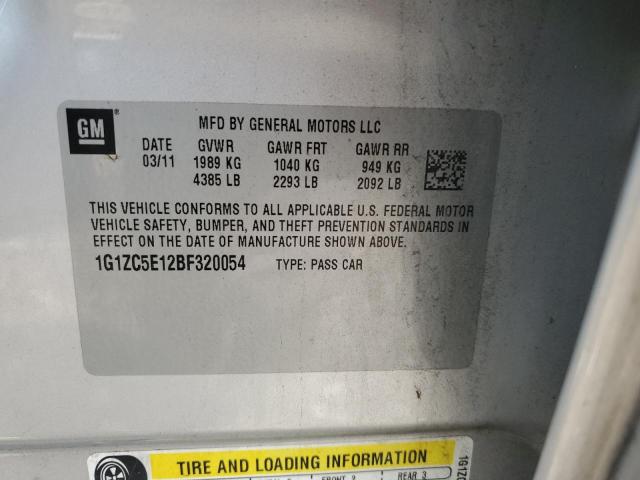 GM
MFD BY GENERAL MOTORS LLC
DATE GVWR GAWR FRT GAWR RR
03/11 1989 KG 1040 KG 949 KG
4385 LB 2293 LB 2092 LB
THIS VEHICLE CONFORMS TO ALL APPLICABLE U.S. FEDERAL MOTOR
VEHICLE SAFETY, BUMPER, AND THEFT PREVENTION STANDARDS IN
EFFECT ON THE DATE OF MANUFACTURE SHOWN ABOVE.
1G1ZC5E12BF320054 TYPE: PASS CAR
TIRE AND LOADING INFORMATION
REAR 3